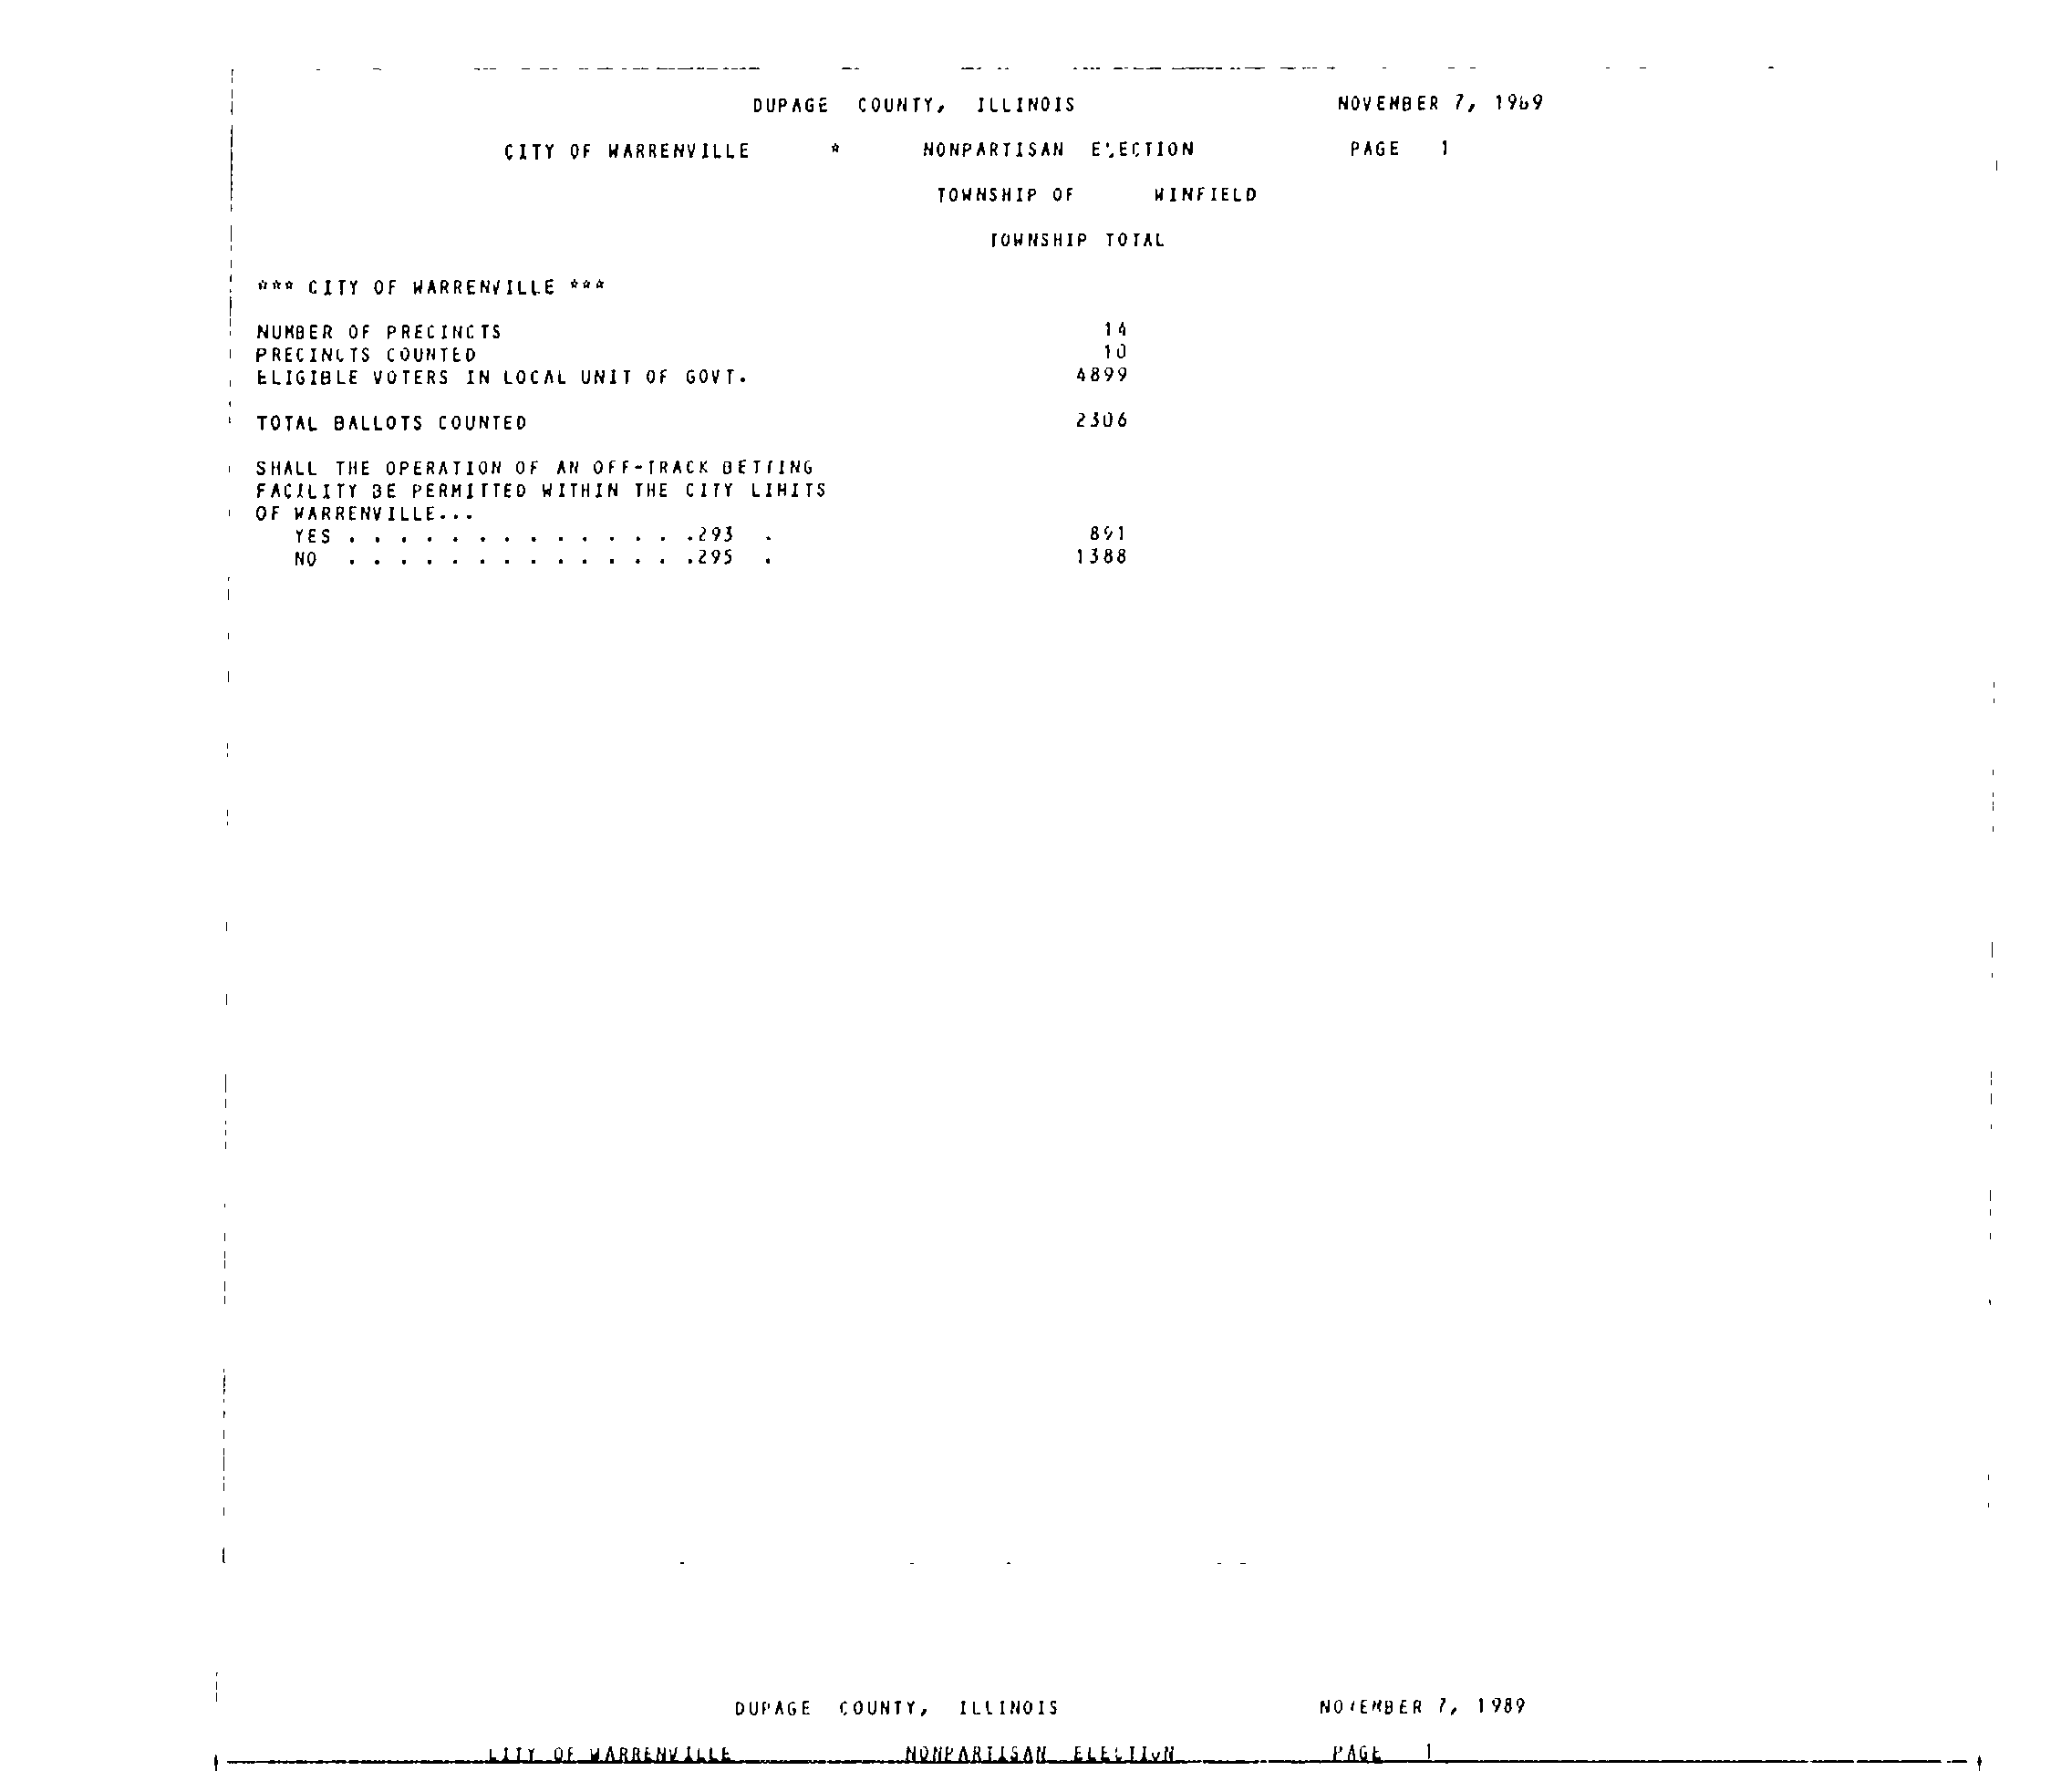 DUPAGE COUNTY, ILLINOIS NOVEMBER 7, 1989
CITY OF WARRENVILLE * NONPARTISAN ELECTION PAGE 1
TOWNSHIP OF WINFIELD
TOWNSHIP TOTAL
*** CITY OF WARRENVILLE ***
NUMBER OF PRECINCTS 14
PRECINCTS COUNTED 10
ELIGIBLE VOTERS IN LOCAL UNIT OF GOVT. 4899
TOTAL BALLOTS COUNTED 2306
SHALL THE OPERATION OF AN OFF-TRACK BETTING
FACILITY BE PERMITTED WITHIN THE CITY LIMITS
OF WARRENVILLE...
YES . . . . . . . . . . . . . .293 . 891
NO . . . . . . . . . . . . . .295 . 1388
DUPAGE COUNTY, ILLINOIS NOVEMBER 7, 1989
CITY OF WARRENVILLE NONPARTISAN ELECTION PAGE 1